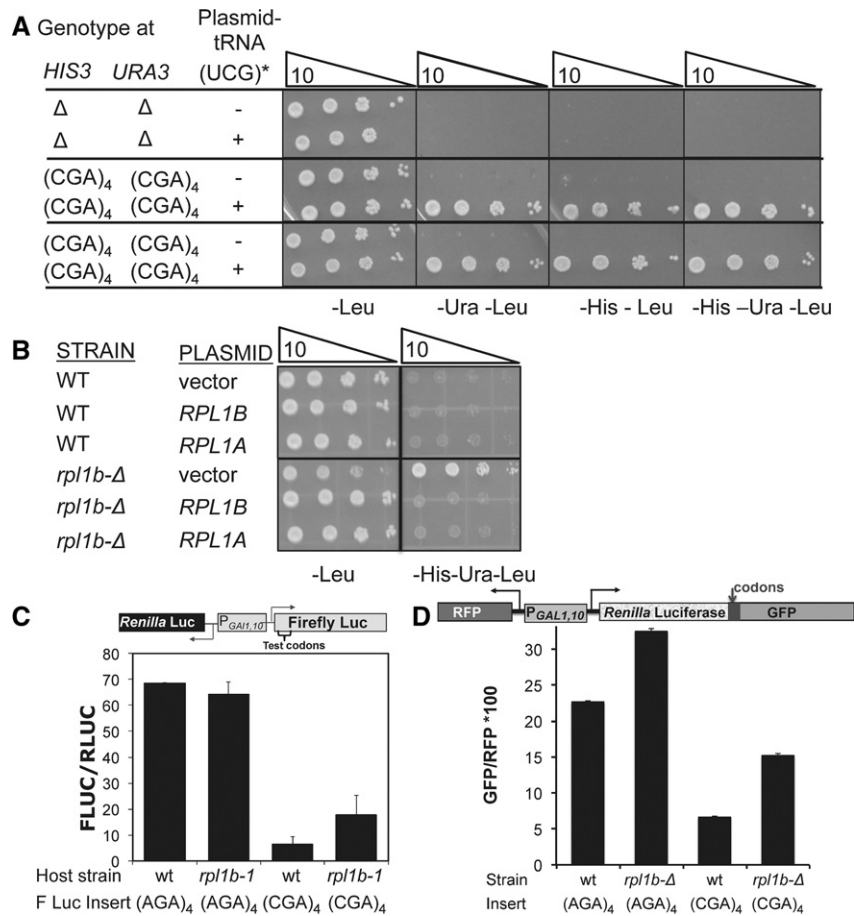 A Genotype at
Plasmid-
tRNA
HIS3 URA3 (UCG)*
10 10 10 10
Δ Δ -
Δ Δ +
(CGA)4 (CGA)4 -
(CGA)4 (CGA)4 +
(CGA)4 (CGA)4 -
(CGA)4 (CGA)4 +
-Leu -Ura -Leu -His - Leu -His –Ura -Leu
B
STRAIN PLASMID 10 10
WT vector
WT RPL1B
WT RPL1A
rpl1b-Δ vector
rpl1b-Δ RPL1B
rpl1b-Δ RPL1A
-Leu -His-Ura-Leu
C
Renilla Luc PGAl1,10 Firefly Luc
Test codons
FLUC/RLUC
80
70
60
50
40
30
20
10
0
Host strain wt rpl1b-1 wt rpl1b-1
F Luc Insert (AGA)4 (AGA)4 (CGA)4 (CGA)4
D
codons
RFP PGAL1,10 Renilla Luciferase GFP
GFP/RFP *100
30
25
20
15
10
5
0
Strain wt rpl1b-Δ wt rpl1b-Δ
Insert (AGA)4 (AGA)4 (CGA)4 (CGA)4